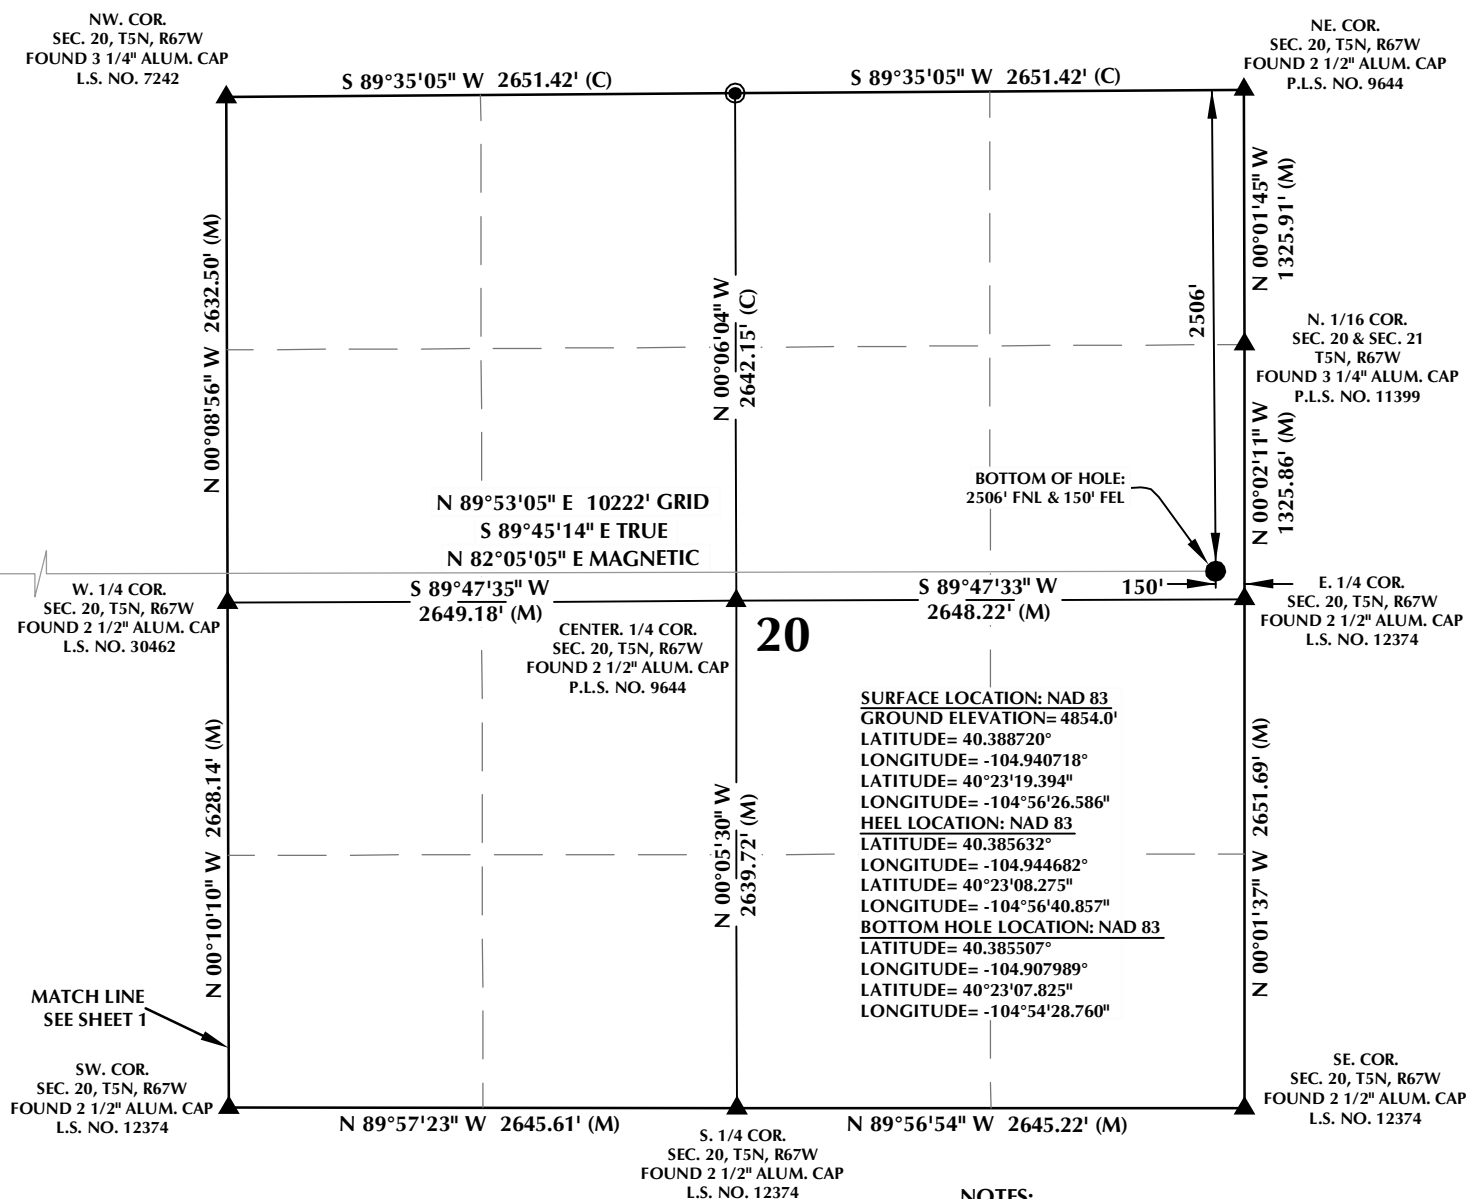 NW. COR.
SEC. 20, T5N, R67W
FOUND 3 1/4" ALUM. CAP
L.S. NO. 7242
S 89°35'05" W 2651.42' (C)
S 89°35'05" W 2651.42' (C)
NE. COR.
SEC. 20, T5N, R67W
FOUND 2 1/2" ALUM. CAP
P.L.S. NO. 9644
N 00°08'56" W 2632.50' (M)
N 00°06'04" W
2642.15' (C)
2506'
N 00°01'45" W
1325.91' (M)
N. 1/16 COR.
SEC. 20 & SEC. 21
T5N, R67W
FOUND 3 1/4" ALUM. CAP
P.L.S. NO. 11399
N 00°02'11" W
1325.86' (M)
BOTTOM OF HOLE:
2506' FNL & 150' FEL
N 89°53'05" E 10222' GRID
S 89°45'14" E TRUE
N 82°05'05" E MAGNETIC
W. 1/4 COR.
SEC. 20, T5N, R67W
FOUND 2 1/2" ALUM. CAP
L.S. NO. 30462
S 89°47'35" W
2649.18' (M)
S 89°47'33" W
2648.22' (M)
150'
E. 1/4 COR.
SEC. 20, T5N, R67W
FOUND 2 1/2" ALUM. CAP
L.S. NO. 12374
CENTER. 1/4 COR.
SEC. 20, T5N, R67W
FOUND 2 1/2" ALUM. CAP
P.L.S. NO. 9644
20
SURFACE LOCATION: NAD 83
GROUND ELEVATION= 4854.0'
LATITUDE= 40.388720°
LONGITUDE= -104.940718°
LATITUDE= 40°23'19.394"
LONGITUDE= -104°56'26.586"
HEEL LOCATION: NAD 83
LATITUDE= 40.385632°
LONGITUDE= -104.944682°
LATITUDE= 40°23'08.275"
LONGITUDE= -104°56'40.857"
BOTTOM HOLE LOCATION: NAD 83
LATITUDE= 40.385507°
LONGITUDE= -104.907989°
LATITUDE= 40°23'07.825"
LONGITUDE= -104°54'28.760"
N 00°10'10" W 2628.14' (M)
N 00°05'30" W
2639.72' (M)
N 00°01'37" W 2651.69' (M)
MATCH LINE
SEE SHEET 1
SW. COR.
SEC. 20, T5N, R67W
FOUND 2 1/2" ALUM. CAP
L.S. NO. 12374
N 89°57'23" W 2645.61' (M)
N 89°56'54" W 2645.22' (M)
SE. COR.
SEC. 20, T5N, R67W
FOUND 2 1/2" ALUM. CAP
L.S. NO. 12374
S. 1/4 COR.
SEC. 20, T5N, R67W
FOUND 2 1/2" ALUM. CAP
L.S. NO. 12374
NOTES: